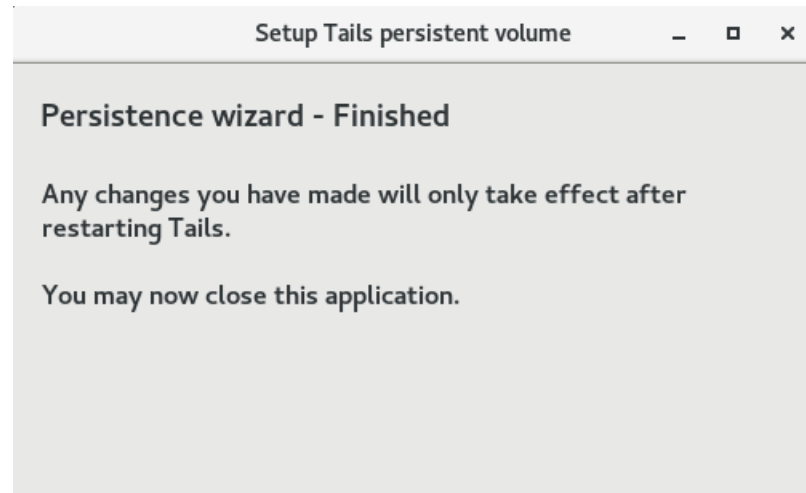 Setup Tails persistent volume
Persistence wizard - Finished
Any changes you have made will only take effect after
restarting Tails.
You may now close this application.